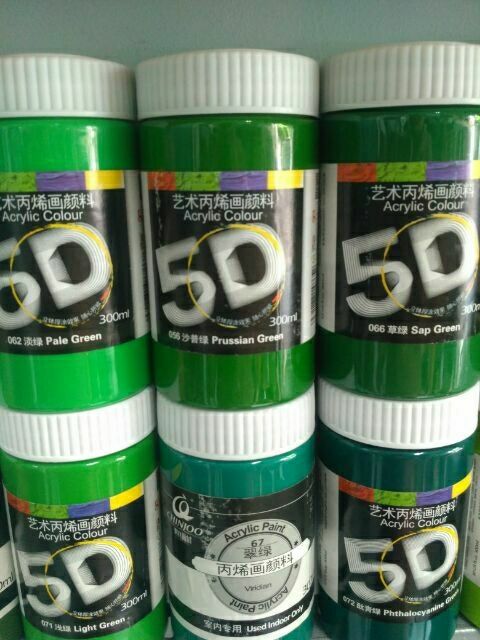 艺术丙烯画颜料
Acrylic Colour
5D
300ml
062 淡绿 Pale Green
艺术丙烯画颜料
Acrylic Colour
5D
300ml
056 沙普绿 Prussian Green
艺术丙烯画颜料
Acrylic Colour
5D
300ml
066 草绿 Sap Green
艺术丙烯画颜料
Acrylic Colour
5D
300ml
071 浅绿 Light Green
Acrylic Paint
67
翠绿
丙烯画颜料
Viridian
Acrylic Paint
室内专用 Used Indoor Only
艺术丙烯画颜料
Acrylic Colour
5D
300ml
072 酞青绿 Phthalocyanine Green